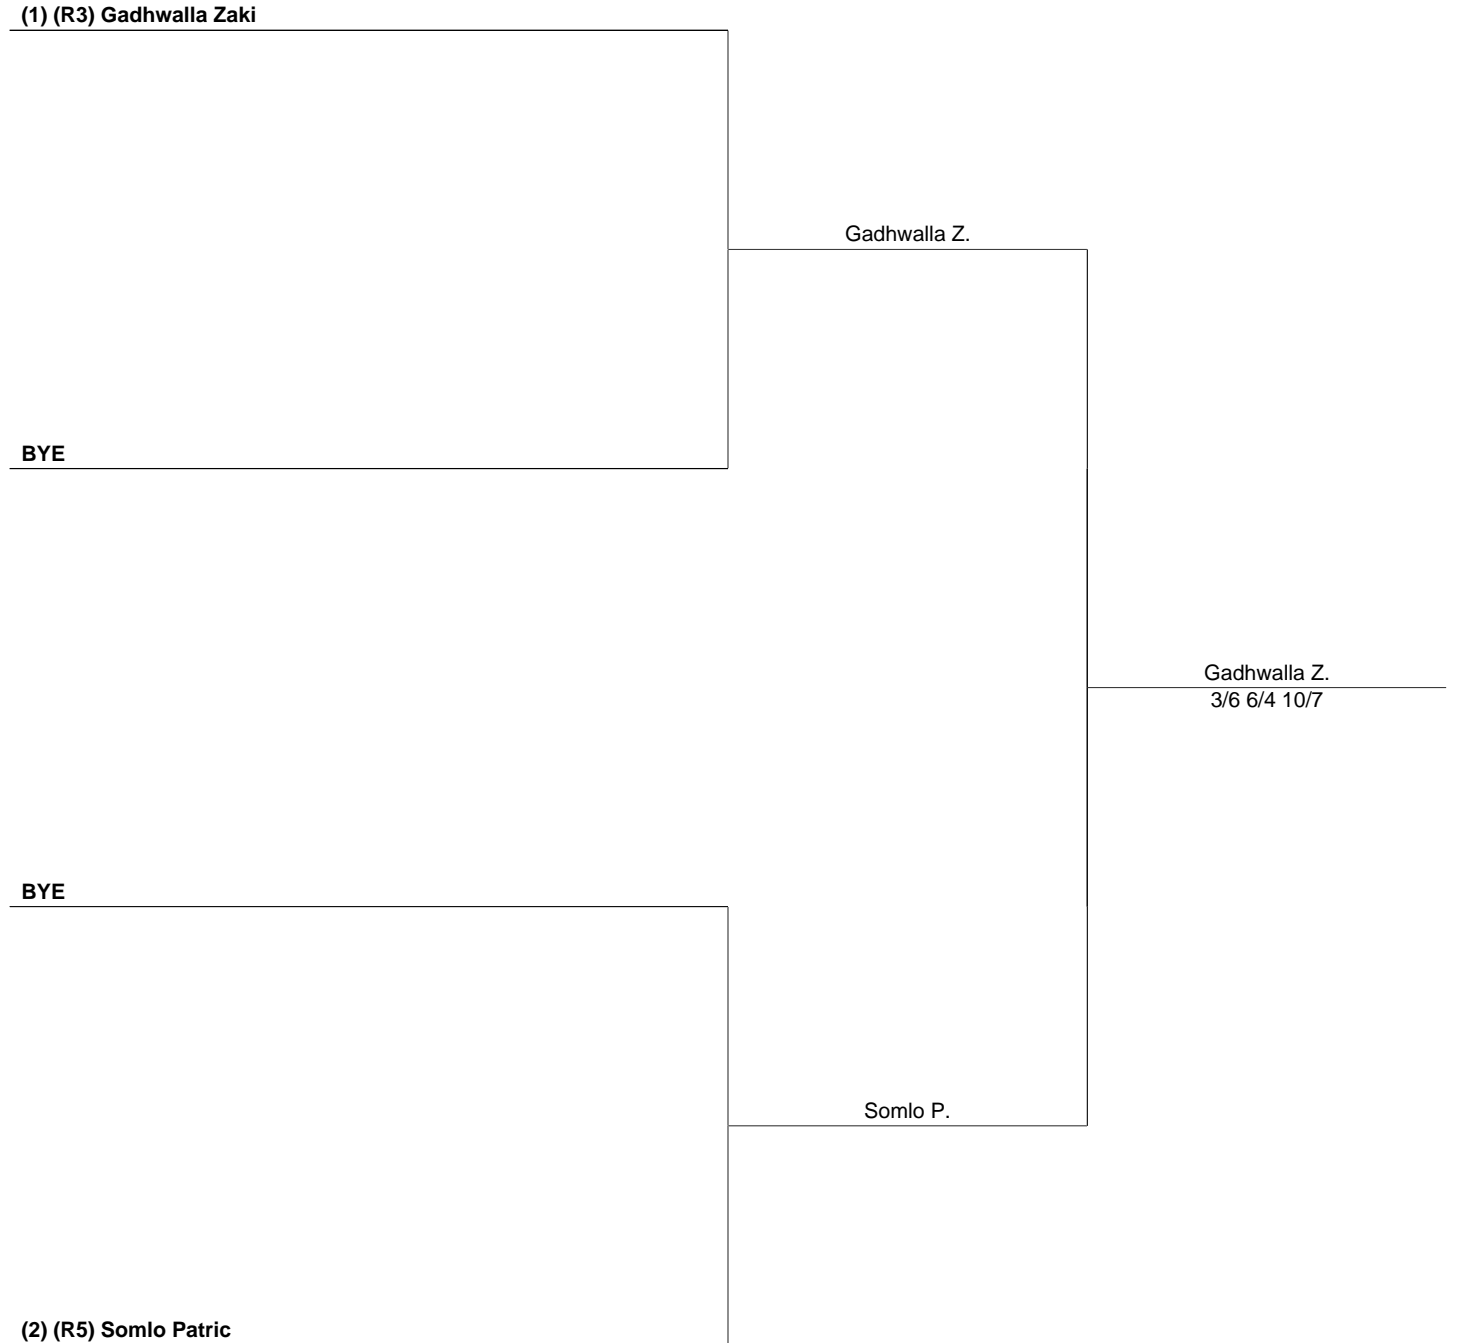 (1) (R3) Gadhwalla Zaki
Gadhwalla Z.
BYE
Gadhwalla Z.
3/6 6/4 10/7
BYE
Somlo P.
(2) (R5) Somlo Patric